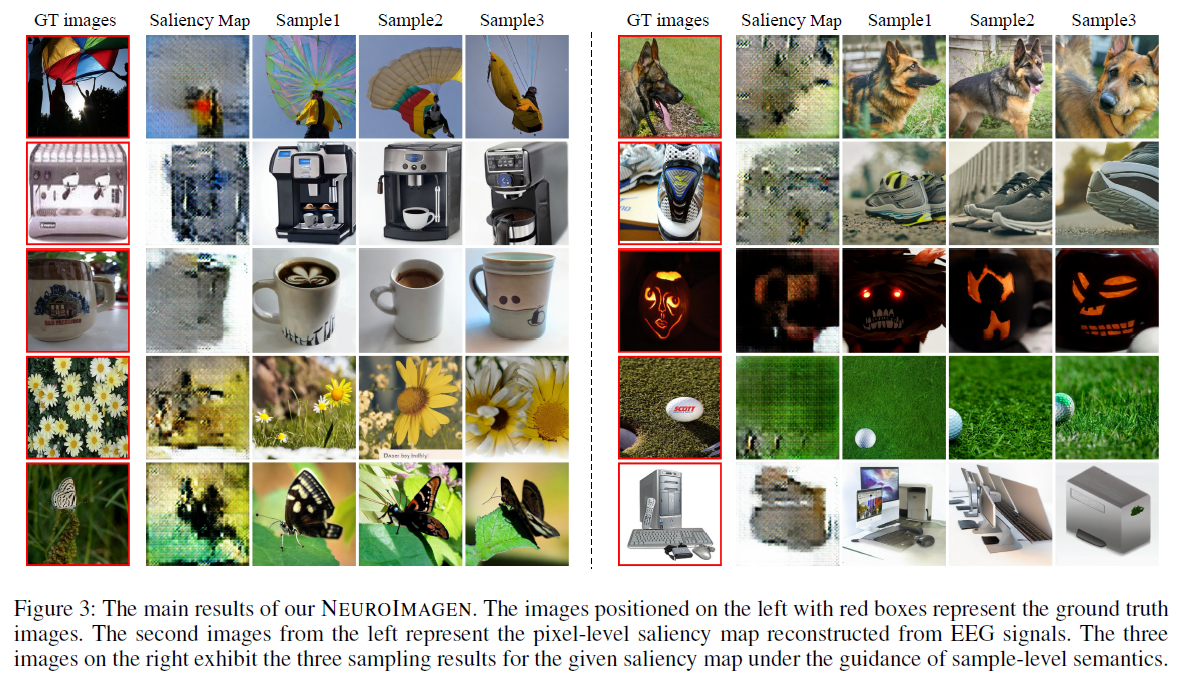 GT images Saliency Map Sample1 Sample2 Sample3
GT images Saliency Map Sample1 Sample2 Sample3
SCOTT
Figure 3: The main results of our NEUROIMAGEN. The images positioned on the left with red boxes represent the ground truth
images. The second images from the left represent the pixel-level saliency map reconstructed from EEG signals. The three
images on the right exhibit the three sampling results for the given saliency map under the guidance of sample-level semantics.